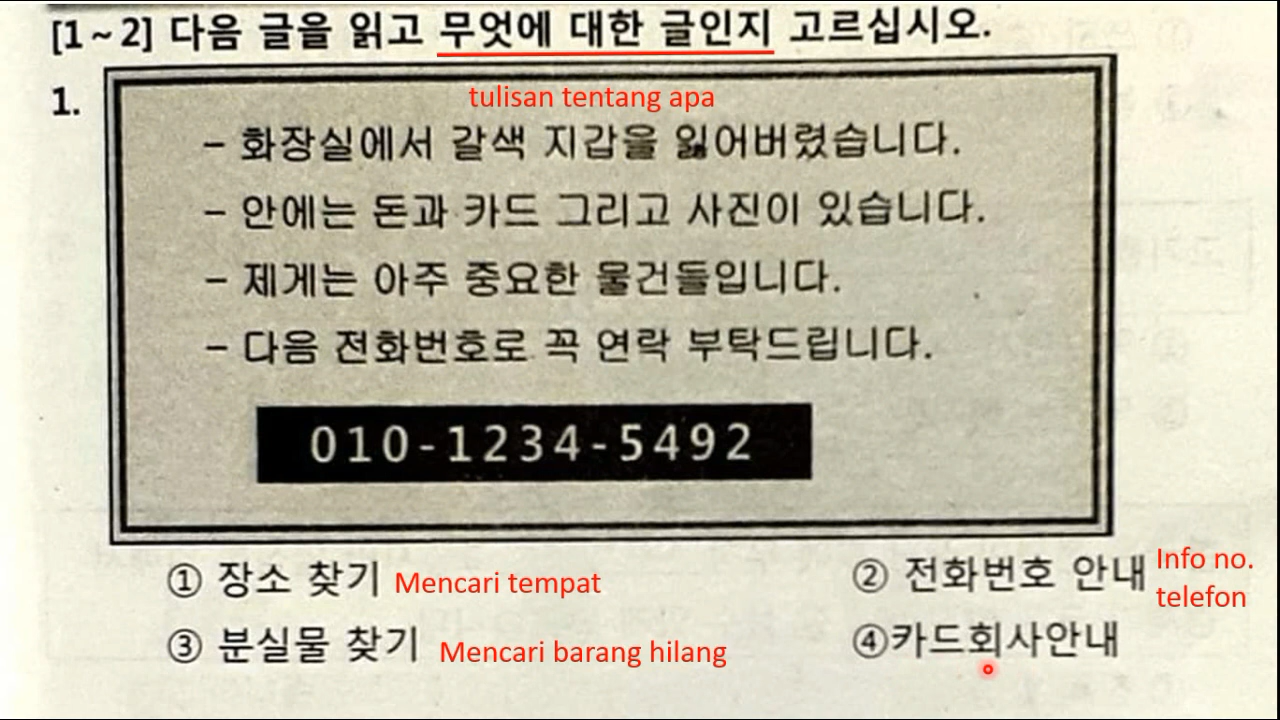 [1~2] 다음 글을 읽고 무엇에 대한 글인지 고르십시오.
1.
tulisan tentang apa
- 화장실에서 갈색 지갑을 잃어버렸습니다.
- 안에는 돈과 카드 그리고 사진이 있습니다.
- 제게는 아주 중요한 물건들입니다.
- 다음 전화번호로 꼭 연락 부탁드립니다.
010-1234-5492
① 장소 찾기 Mencari tempat
② 전화번호 안내 Info no.
telefon
③ 분실물 찾기 Mencari barang hilang
④카드회사안내